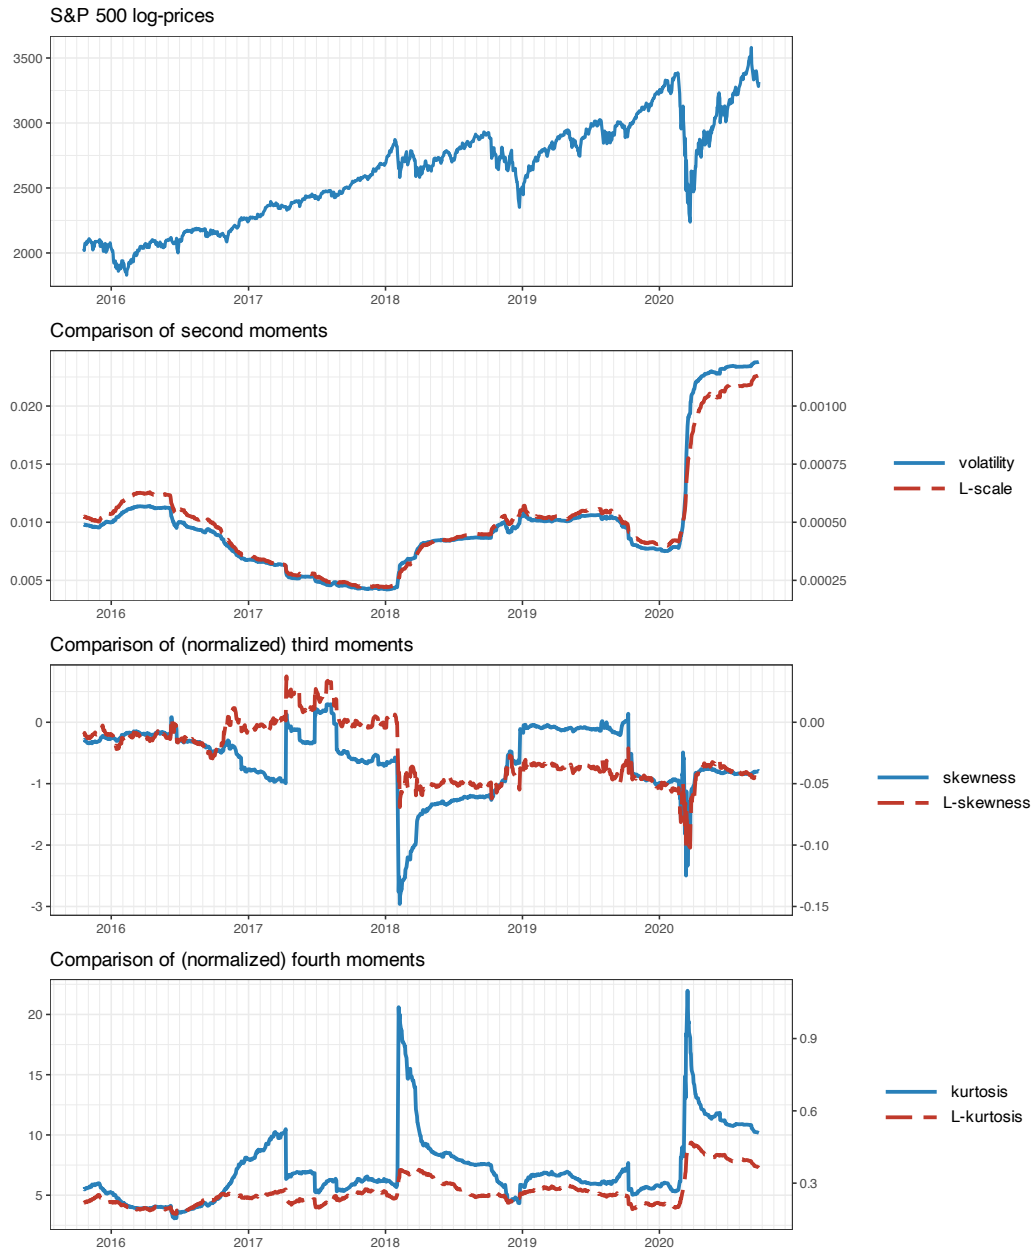 S&P 500 log-prices
3500
3000
2500
2000
2016 2017 2018 2019 2020
Comparison of second moments
0.020 0.00100
0.015 0.00075
0.010 0.00050
0.005 0.00025
2016 2017 2018 2019 2020
volatility
L-scale
Comparison of (normalized) third moments
0 0.00
-1 -0.05
-2 -0.10
-3 -0.15
2016 2017 2018 2019 2020
skewness
L-skewness
Comparison of (normalized) fourth moments
20
0.9
15
0.6
10
0.3
5
2016 2017 2018 2019 2020
kurtosis
L-kurtosis